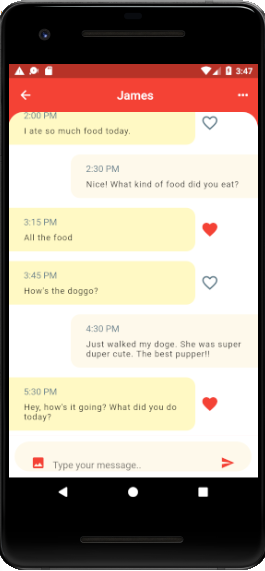 3:47
James
2:00 PM
I ate so much food today.
2:30 PM
Nice! What kind of food did you eat?
3:15 PM
All the food
3:45 PM
How's the doggo?
4:30 PM
Just walked my doge. She was super
duper cute. The best pupper!!
5:30 PM
Hey, how's it going? What did you do
today?
Type your message..